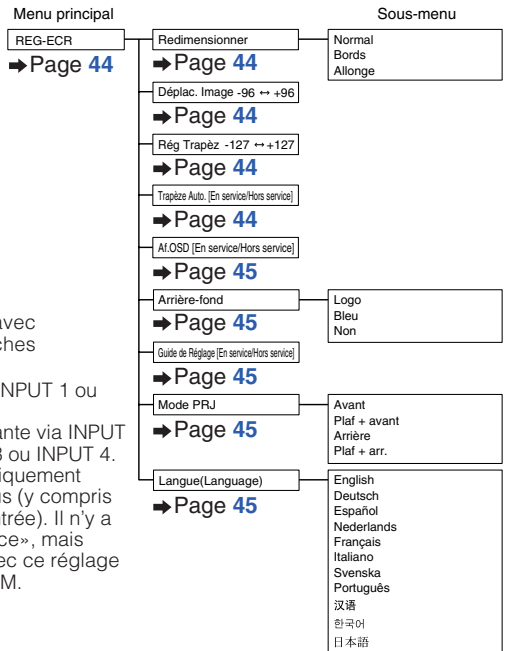 Menu principal
Sous-menu
REG-ECR
➡Page 44
Redimensionner
➡Page 44
Normal
Bords
Allonge
Déplac. Image -96 ↔ +96
➡Page 44
Rég Trapèz -127 ↔+127
➡Page 44
Trapèze Auto. [En service/Hors service]
➡Page 44
Af.OSD [En service/Hors service]
➡Page 45
Arrière-fond
➡Page 45
Logo
Bleu
Non
Guide de Réglage [En service/Hors service]
➡Page 45
Mode PRJ
➡Page 45
Avant
Plaf + avant
Arrière
Plaf + arr.
Langue(Language)
➡Page 45
English
Deutsch
Español
Nederlands
Français
Italiano
Svenska
Português
汉语
한국어
日本語
avec
ches
NPUT 1 ou
ante via INPUT
3 ou INPUT 4.
iquement
us (y compris
ntrée). Il n’y a
ce», mais
ec ce réglage
M.